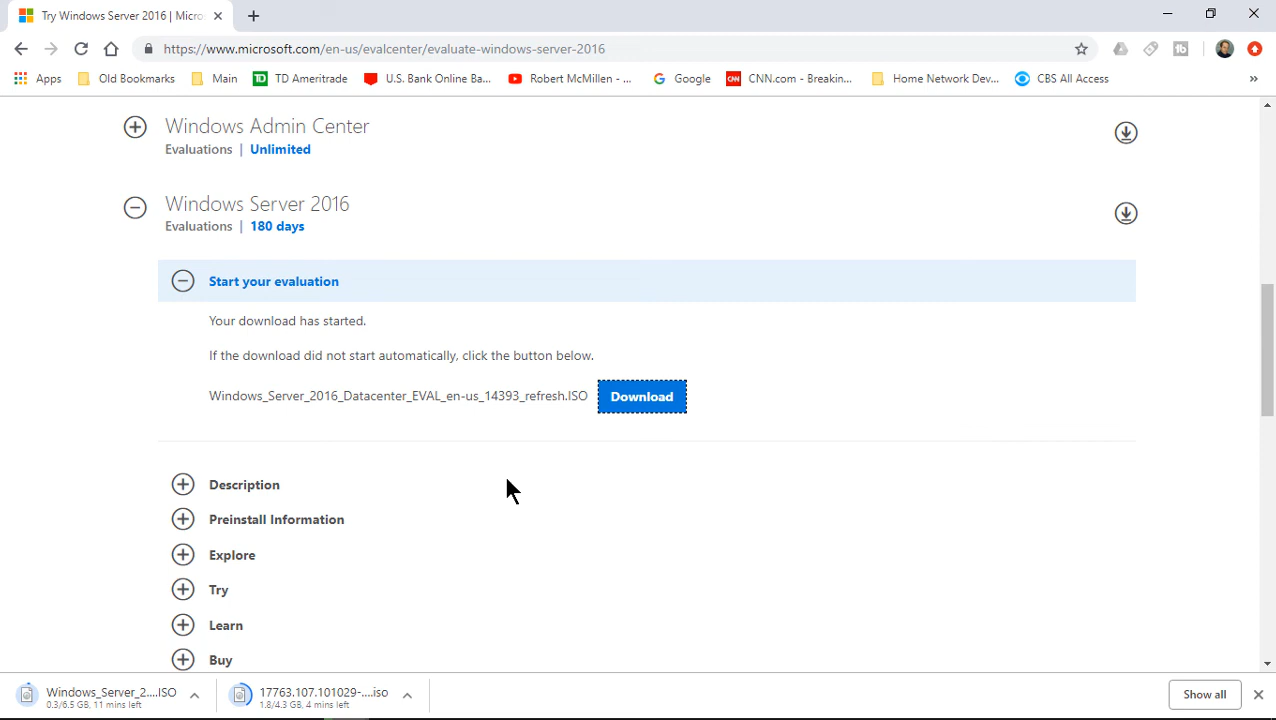 Try Windows Server 2016 | Micro
https://www.microsoft.com/en-us/evalcenter/evaluate-windows-server-2016
Apps Old Bookmarks Main TD Ameritrade U.S. Bank Online Ba... Robert McMillen - ... Google CNN.com - Breakin... Home Network Dev... CBS All Access »
Windows Admin Center
Evaluations | Unlimited
Windows Server 2016
Evaluations | 180 days
Start your evaluation
Your download has started.
If the download did not start automatically, click the button below.
Windows_Server_2016_Datacenter_EVAL_en-us_14393_refresh.ISO Download
Description
Preinstall Information
Explore
Try
Learn
Buy
Windows_Server_2....ISO
0.3/6.5 GB, 11 mins left
17763.107.101029-....iso
1.8/4.3 GB, 4 mins left
Show all